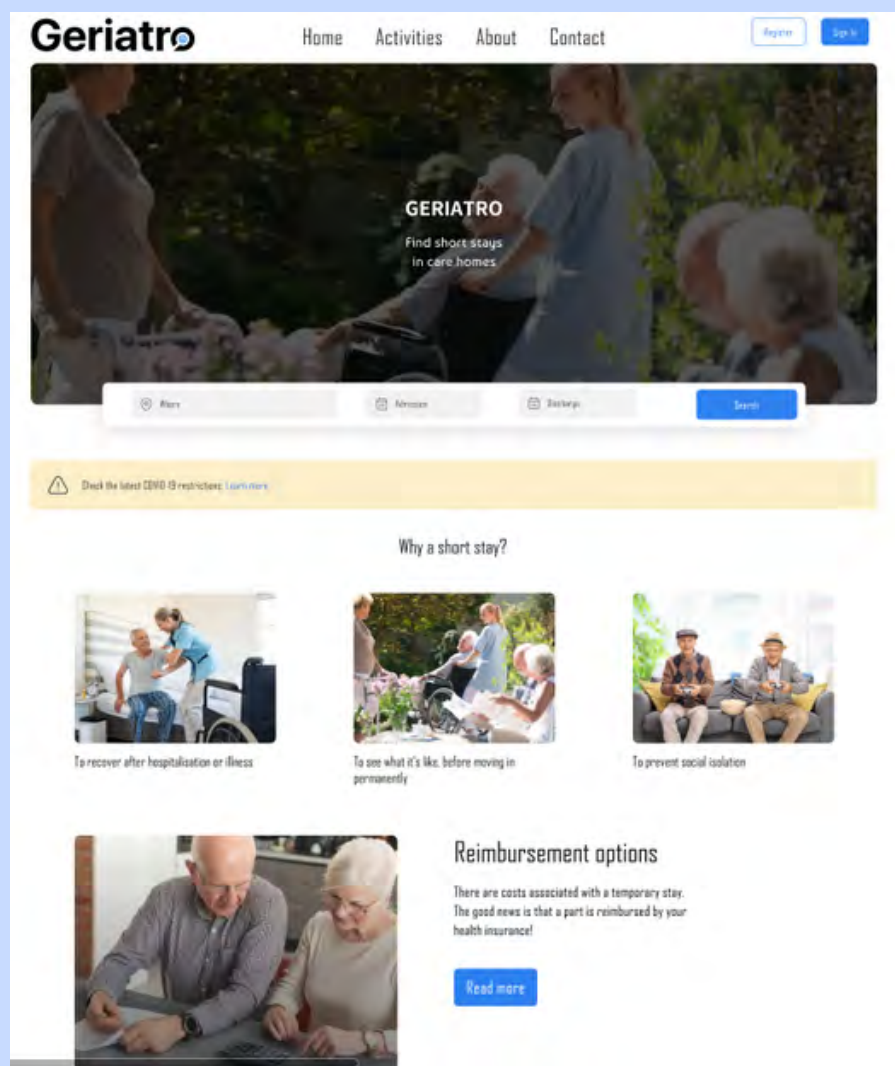 Geriatro
Home Activities About Contact
Register Sign In
GERIATRO
Find short stays
in care homes
Where Admission Discharge Search
Check the latest COVID-19 restrictions. Learn more
Why a short stay?
To recover after hospitalisation or illness
To see what it's like, before moving in
permanently
To prevent social isolation
Reimbursement options
There are costs associated with a temporary stay.
The good news is that a part is reimbursed by your
health insurance!
Read more